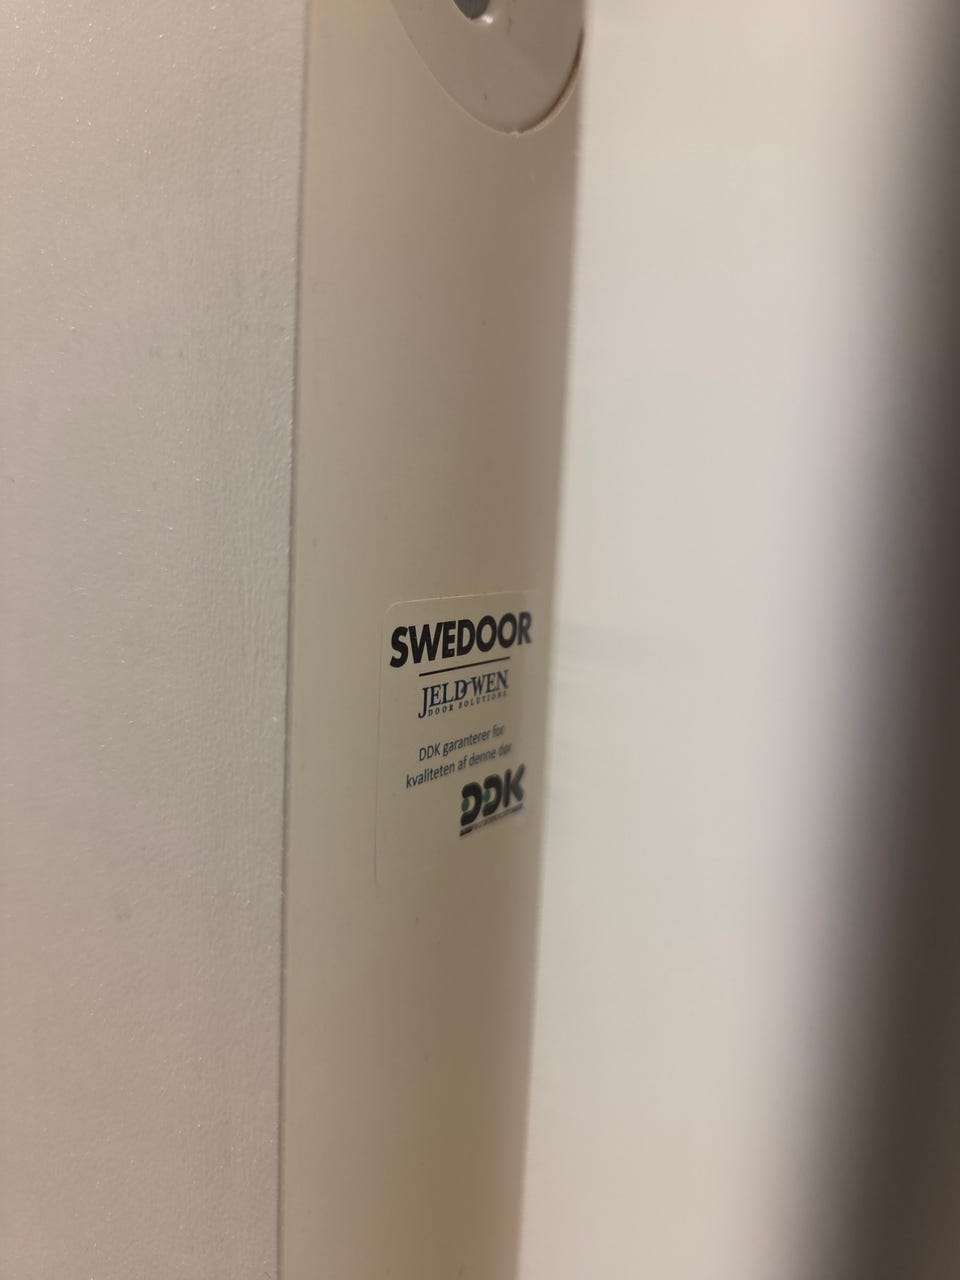 SWEDOOR
JELD-WEN
DOOR SOLUTIONS
DDK garanterer for
kvaliteten af denne dør
DDK